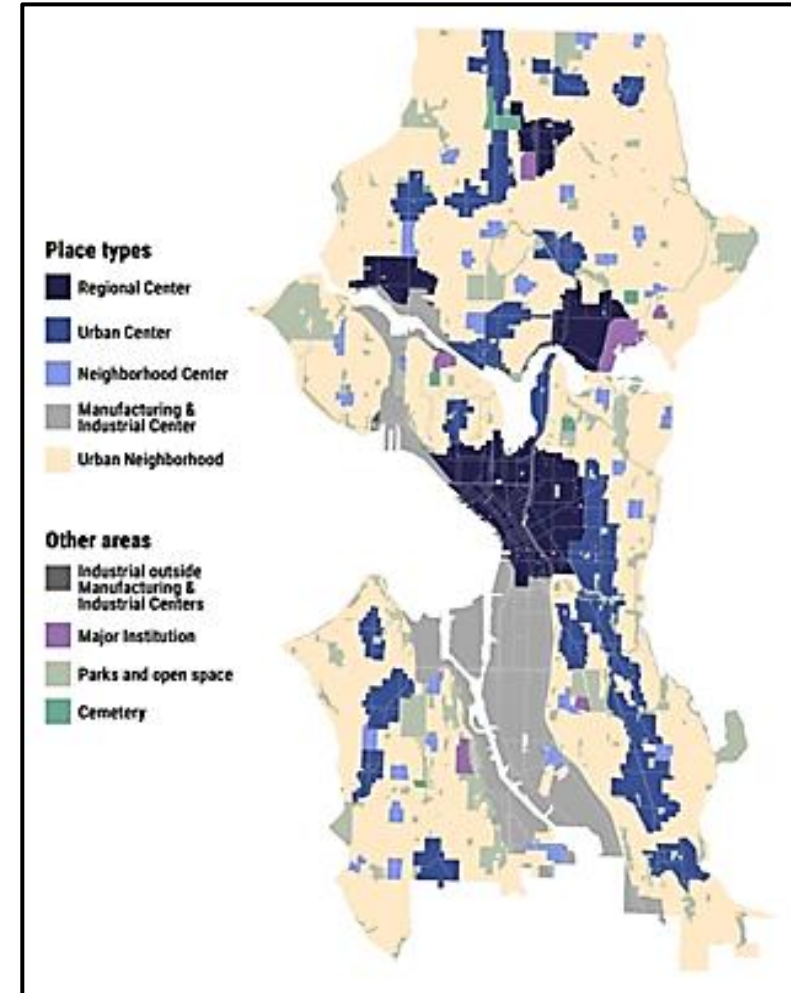 Place types
Regional Center
Urban Center
Neighborhood Center
Manufacturing &
Industrial Center
Urban Neighborhood
Other areas
Industrial outside
Manufacturing &
Industrial Centers
Major Institution
Parks and open space
Cemetery